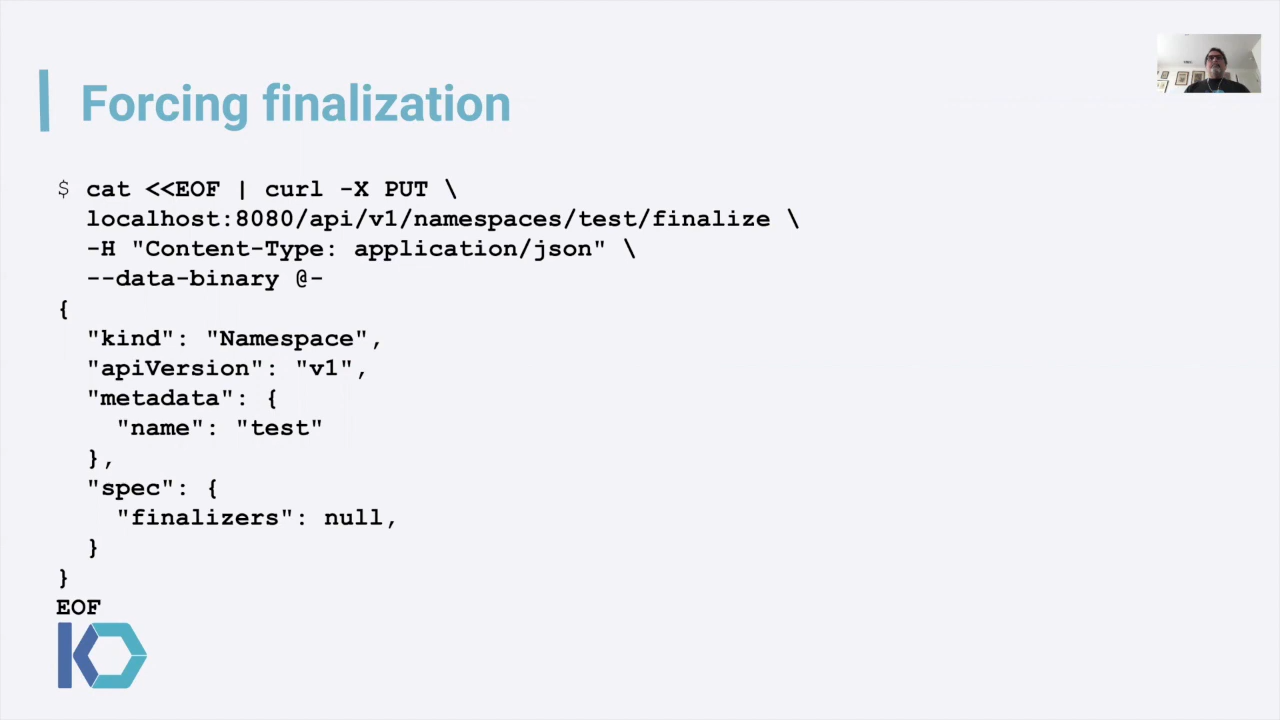 Forcing finalization
$ cat <<EOF | curl -X PUT \
localhost:8080/api/v1/namespaces/test/finalize \
-H "Content-Type: application/json" \
--data-binary @-
{
"kind": "Namespace",
"apiVersion": "v1",
"metadata": {
"name": "test"
},
"spec": {
"finalizers": null,
}
}
EOF